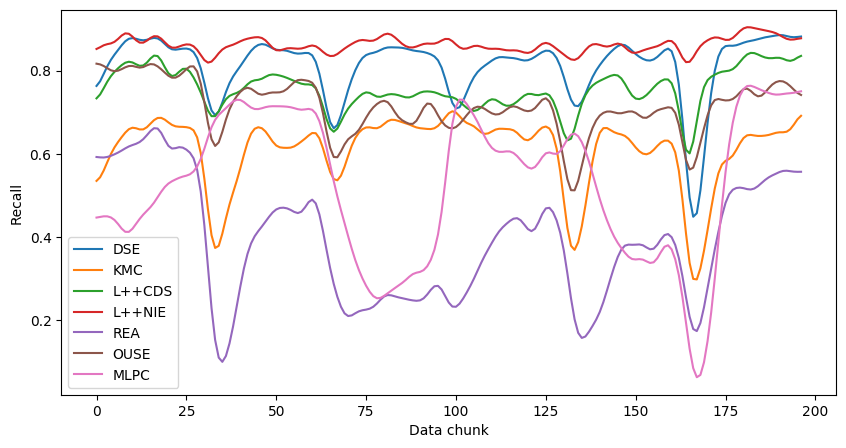 0.8
0.6
0.4
0.2
Recall
DSE
KMC
L++CDS
L++NIE
REA
OUSE
MLPC
0 25 50 75 100 125 150 175 200
Data chunk